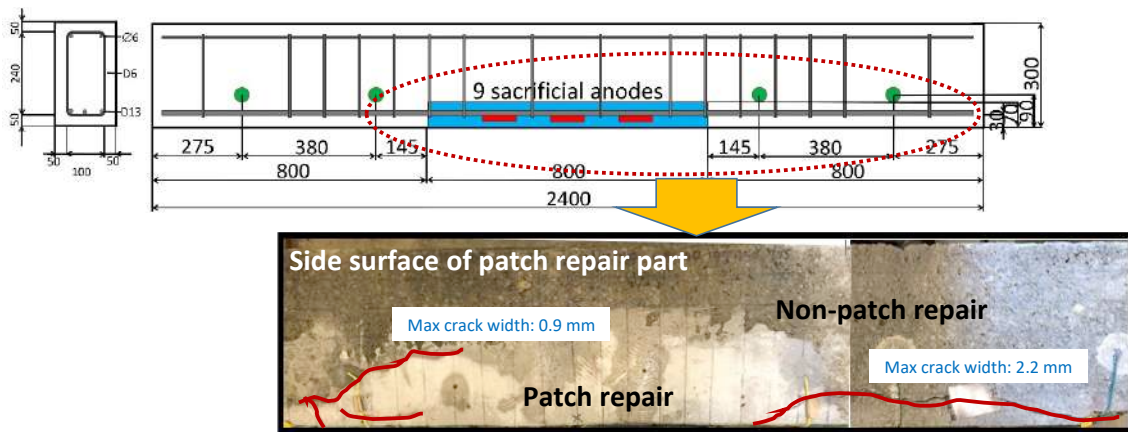 50
240
50
Ø6
D6
D13
50
50
100
9 sacrificial anodes
300
30
70
90
275
380
145
145
380
275
800
800
800
2400
Side surface of patch repair part
Max crack width: 0.9 mm
Non-patch repair
Max crack width: 2.2 mm
Patch repair